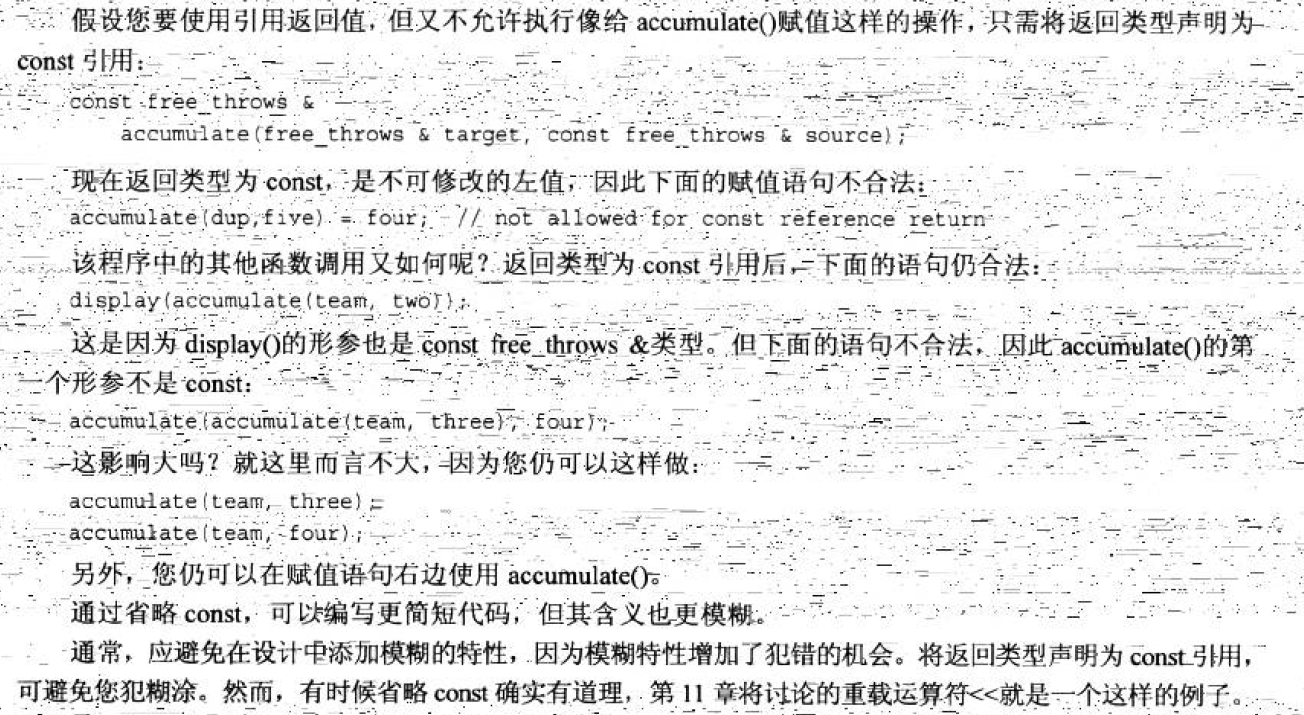 假设您要使用引用返回值，但又不允许执行像给 accumulate()赋值这样的操作，只需将返回类型声明为
const 引用：
const free_throws &
accumulate(free_throws & target, const free_throws & source);
现在返回类型为 const，是不可修改的左值，因此下面的赋值语句不合法：
accumulate(dup,five) = four; // not allowed for const reference return
该程序中的其他函数调用又如何呢？返回类型为 const 引用后，下面的语句仍合法：
display(accumulate(team, two));
这是因为 display()的形参也是 const free_throws &类型。但下面的语句不合法，因此 accumulate()的第
一个形参不是 const：
accumulate(accumulate(team, three), four);
这影响大吗？就这里而言不大，因为您仍可以这样做：
accumulate(team, three);
accumulate(team, four);
另外，您仍可以在赋值语句右边使用 accumulate()。
通过省略 const，可以编写更简短代码，但其含义也更模糊。
通常，应避免在设计中添加模糊的特性，因为模糊特性增加了犯错的机会。将返回类型声明为 const 引用，
可避免您犯糊涂。然而，有时候省略 const 确实有道理，第 11 章将讨论的重载运算符<<就是一个这样的例子。